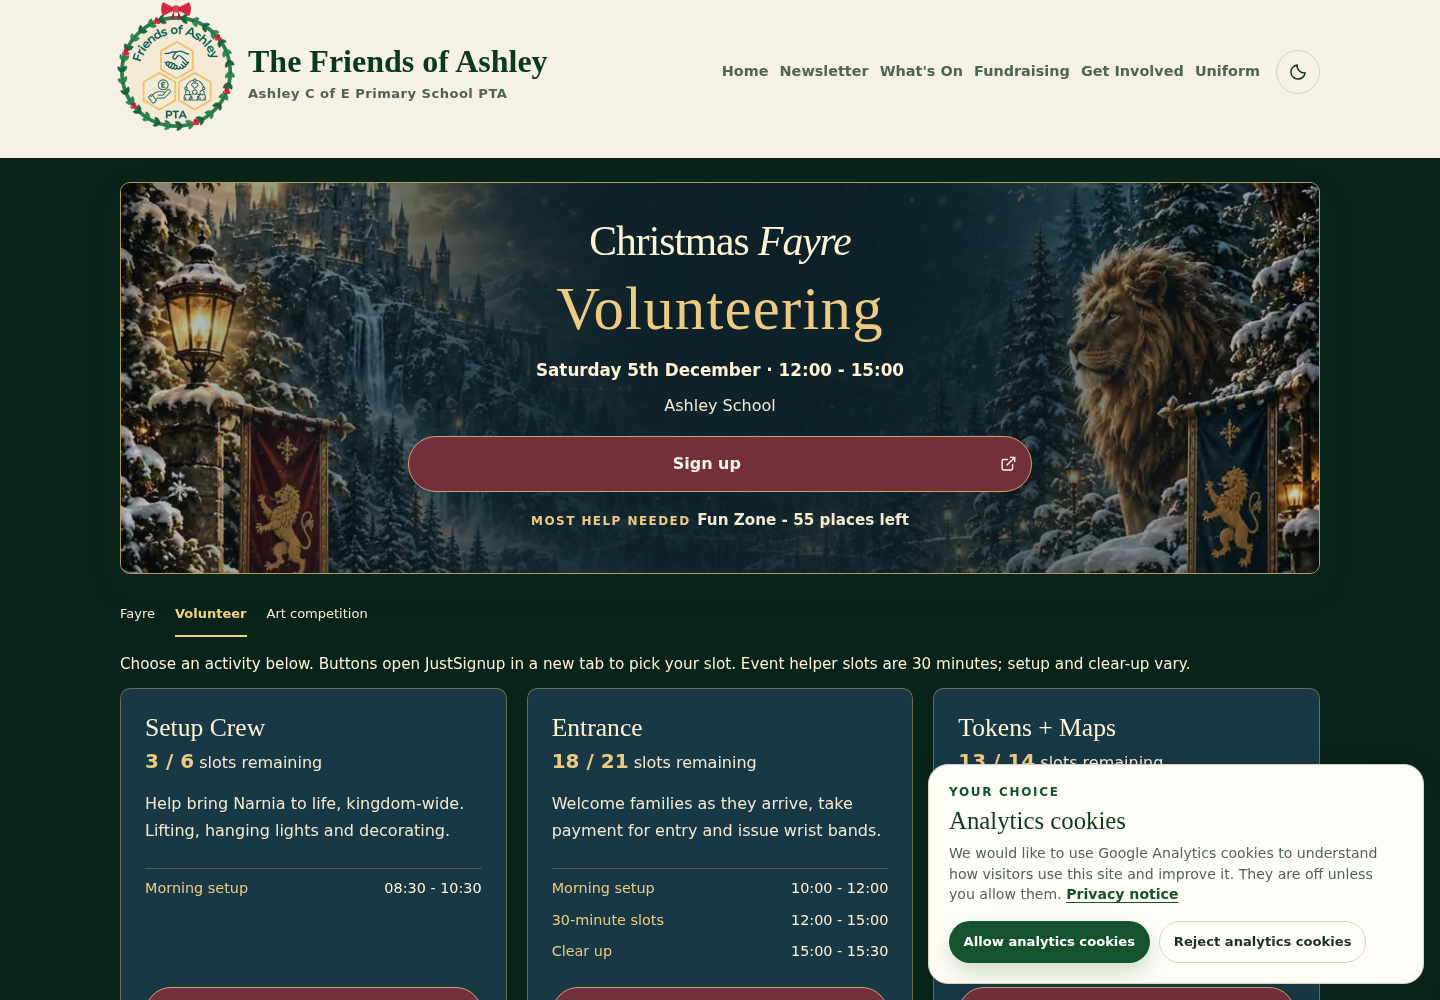 Friends of Ashley
PTA
The Friends of Ashley
Ashley C of E Primary School PTA
Home
Newsletter
What's On
Fundraising
Get Involved
Uniform
Christmas Fayre
Volunteering
Saturday 5th December · 12:00 - 15:00
Ashley School
Sign up
MOST HELP NEEDED Fun Zone - 55 places left
Fayre
Volunteer
Art competition
Choose an activity below. Buttons open JustSignup in a new tab to pick your slot. Event helper slots are 30 minutes; setup and clear-up vary.
Setup Crew
3 / 6 slots remaining
Help bring Narnia to life, kingdom-wide.
Lifting, hanging lights and decorating.
Morning setup 08:30 - 10:30
Entrance
18 / 21 slots remaining
Welcome families as they arrive, take
payment for entry and issue wrist bands.
Morning setup 10:00 - 12:00
30-minute slots 12:00 - 15:00
Clear up 15:00 - 15:30
Tokens + Maps
13 / 14 slots remaining
YOUR CHOICE
Analytics cookies
We would like to use Google Analytics cookies to understand
how visitors use this site and improve it. They are off unless
you allow them. Privacy notice
Allow analytics cookies
Reject analytics cookies